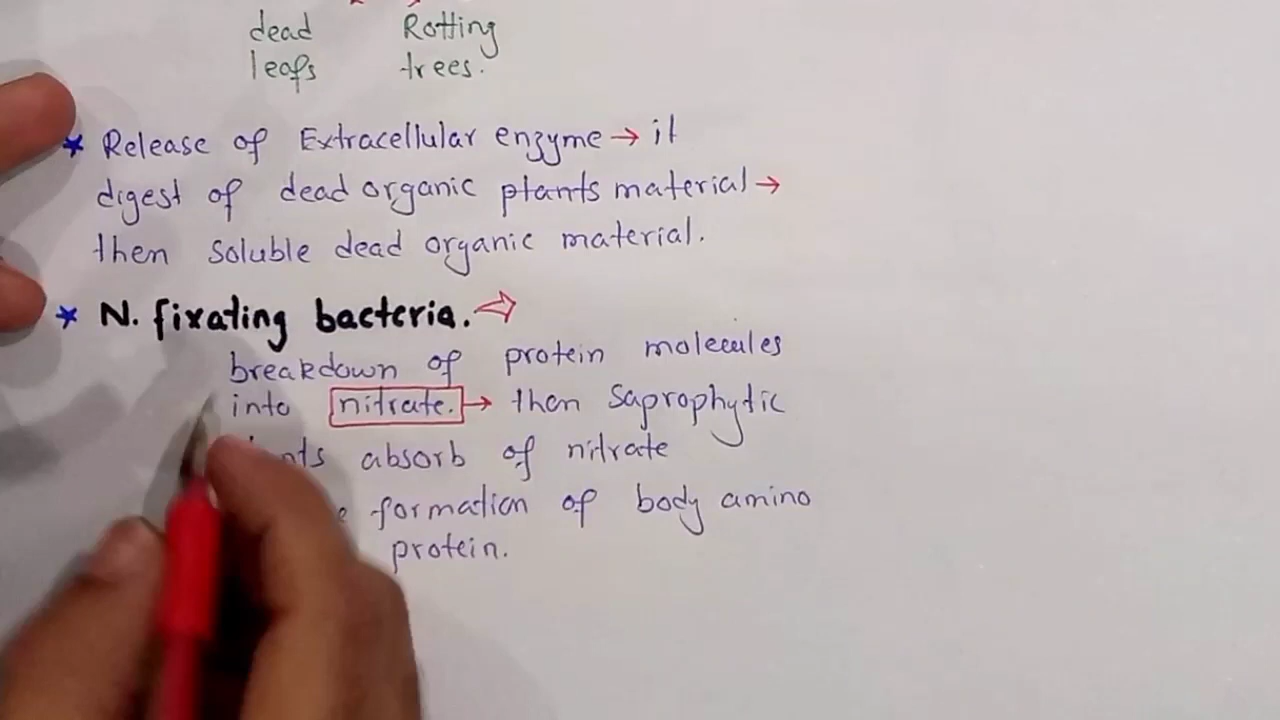 dead Rotting
leafs trees.
* Release of Extracellular enzyme → it
digest of dead organic plants material →
then soluble dead organic material.
* N. fixating bacteria. ⇒
breakdown of protein molecules
into nitrate. → then Saprophytic
absorb of nitrate
formation of body amino
protein.